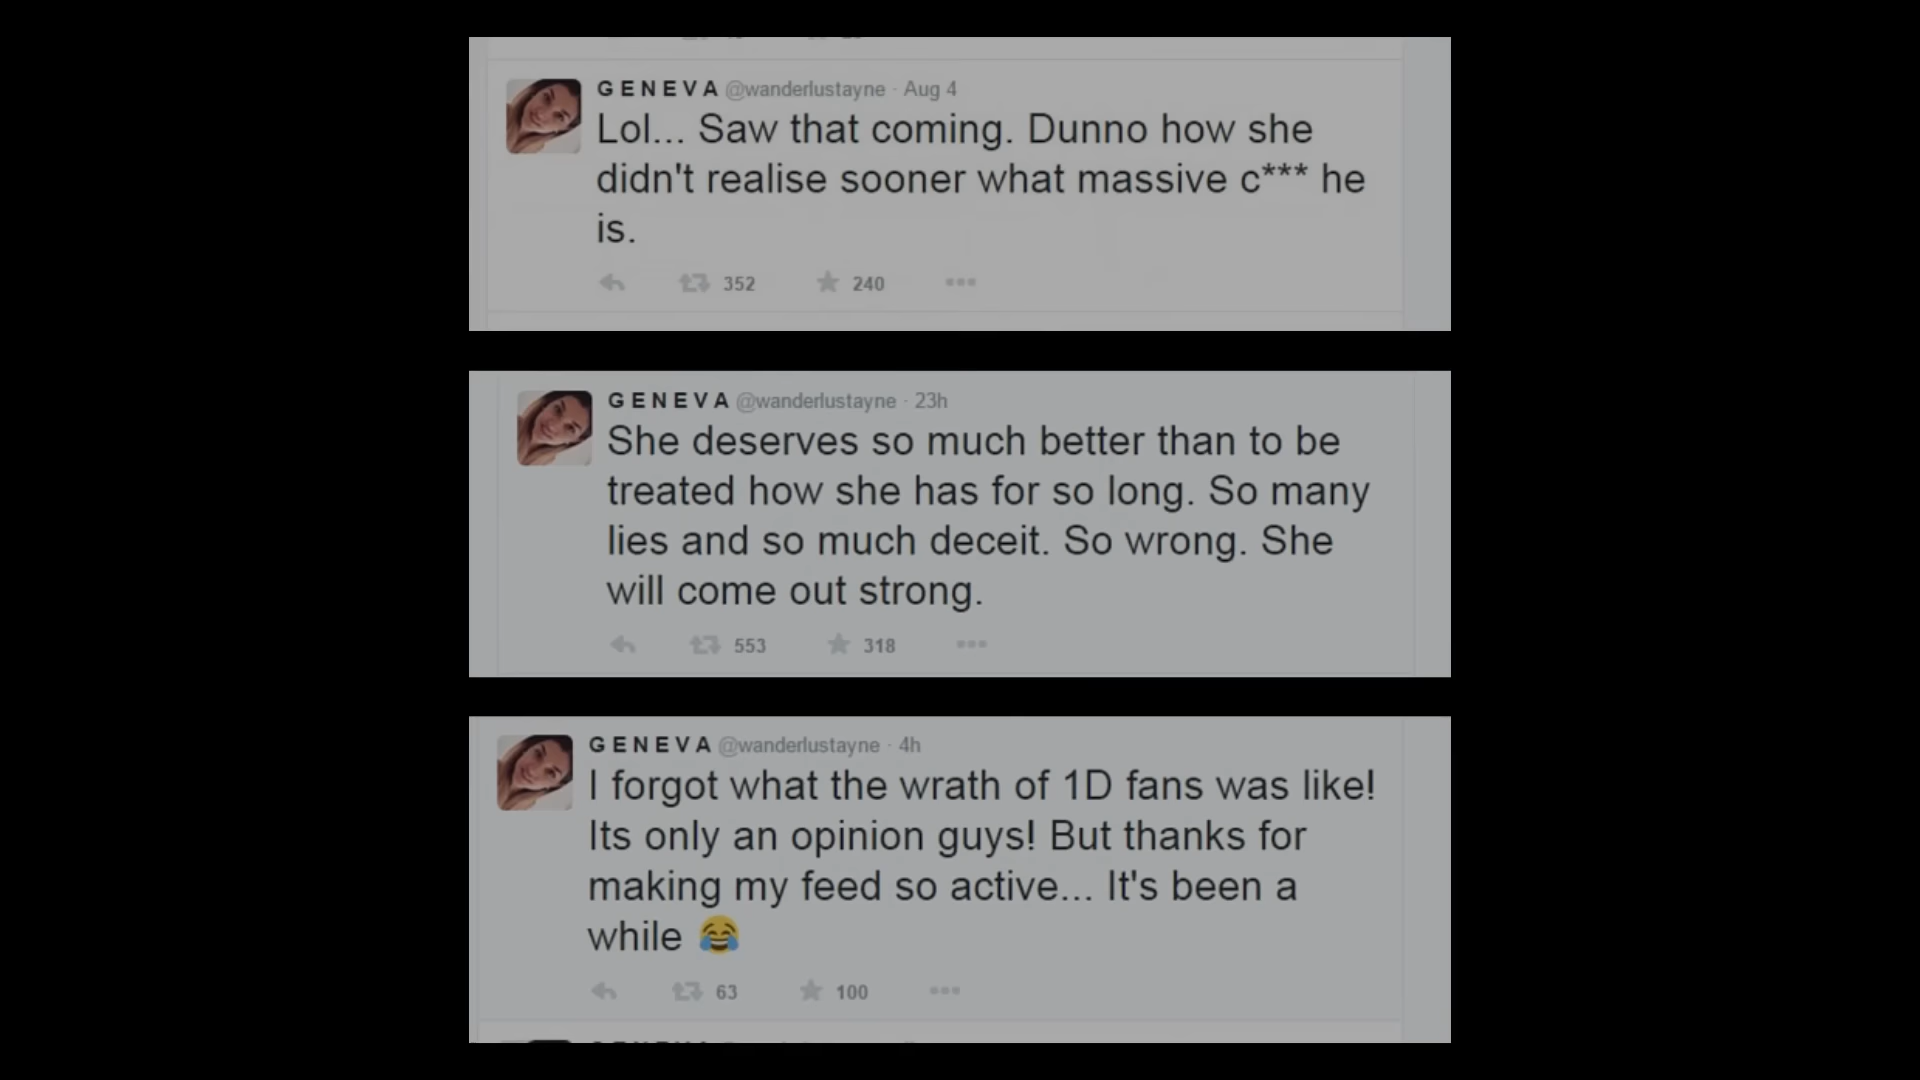 GENEVA @wanderlustayne · Aug 4
Lol... Saw that coming. Dunno how she
didn't realise sooner what massive c*** he
is.
352 240
GENEVA @wanderlustayne · 23h
She deserves so much better than to be
treated how she has for so long. So many
lies and so much deceit. So wrong. She
will come out strong.
553 318
GENEVA @wanderlustayne · 4h
I forgot what the wrath of 1D fans was like!
Its only an opinion guys! But thanks for
making my feed so active... It's been a
while 😂
63 100